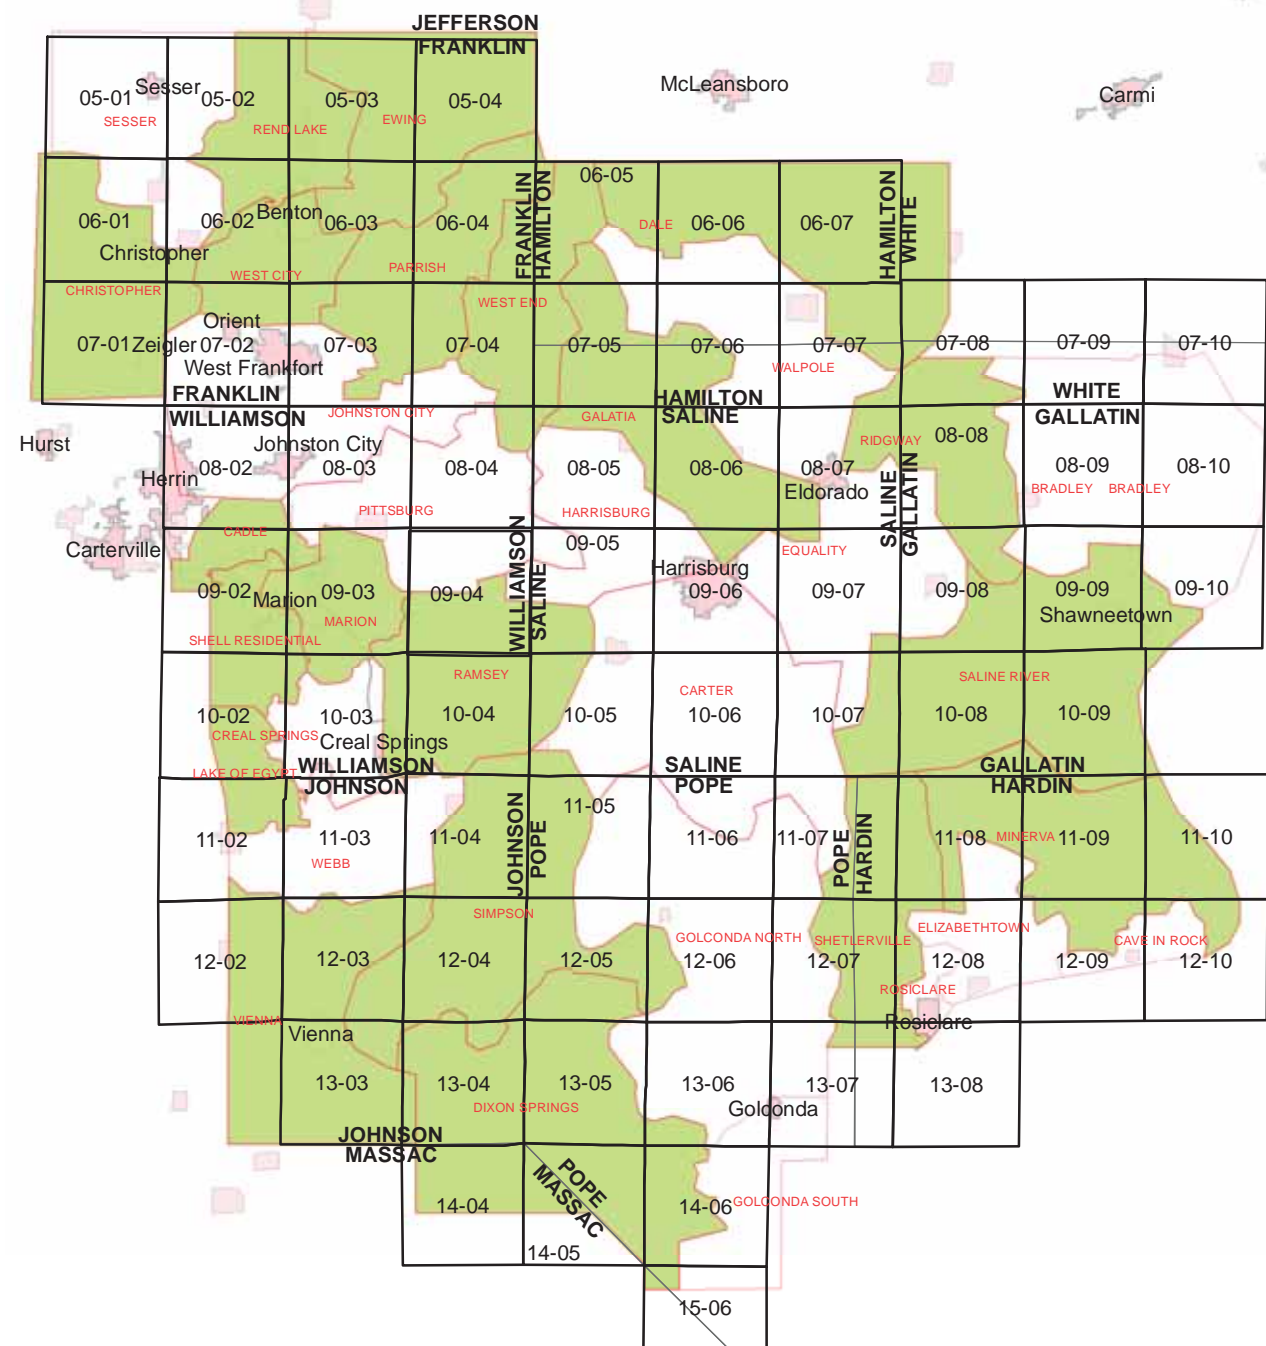 JEFFERSON
FRANKLIN
McLeansboro
Carmi
Sesser
05-01
05-02
05-03
05-04
SESSER
REND LAKE
EWING
FRANKLIN
HAMILTON
06-05
HAMILTON
WHITE
06-01
06-02
Benton
06-03
06-04
DALE
06-06
06-07
Christopher
WEST CITY
PARRISH
CHRISTOPHER
WEST END
Orient
07-01
Zeigler
07-02
07-03
07-04
07-05
07-06
07-07
07-08
07-09
07-10
West Frankfort
WALPOLE
FRANKLIN
WILLIAMSON
HAMILTON
SALINE
WHITE
GALLATIN
JOHNSTON CITY
GALATIA
Hurst
Johnston City
RIDGWAY
08-08
Herrin
08-02
08-03
08-04
08-05
08-06
08-07
08-09
08-10
Eldorado
SALINE
GALLATIN
BRADLEY
BRADLEY
PITTSBURG
HARRISBURG
CADLE
Carterville
WILLIAMSON
SALINE
09-05
EQUALITY
Harrisburg
09-02
Marion
09-03
09-04
09-06
09-07
09-08
09-09
09-10
Shawneetown
MARION
SHELL RESIDENTIAL
RAMSEY
CARTER
SALINE RIVER
10-02
10-03
10-04
10-05
10-06
10-07
10-08
10-09
CREAL SPRINGS
Creal Springs
LAKE OF EGYPT
WILLIAMSON
JOHNSON
SALINE
POPE
GALLATIN
HARDIN
JOHNSON
POPE
11-05
POPE
HARDIN
11-02
11-03
11-04
11-06
11-07
11-08
MINERVA
11-09
11-10
WEBB
SIMPSON
GOLCONDA NORTH
SHETLERVILLE
ELIZABETHTOWN
CAVE IN ROCK
12-02
12-03
12-04
12-05
12-06
12-07
12-08
12-09
12-10
ROSICLARE
VIENNA
Vienna
Rosiclare
13-03
13-04
13-05
13-06
13-07
13-08
DIXON SPRINGS
Golconda
JOHNSON
MASSAC
POPE
MASSAC
14-04
14-06
GOLCONDA SOUTH
14-05
15-06